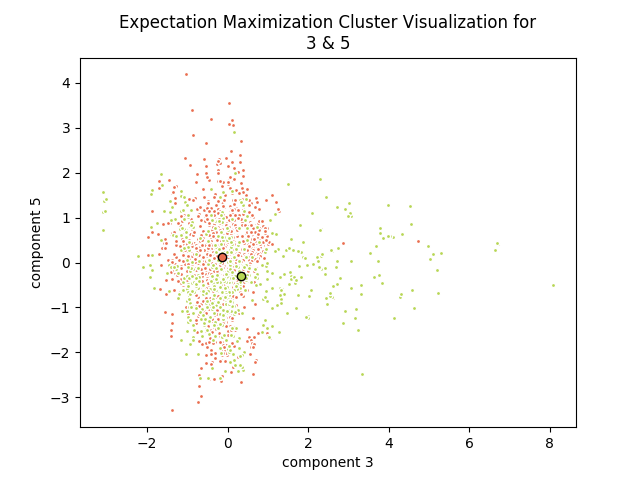 Expectation Maximization Cluster Visualization for
3 & 5
4
3
2
1
0
−1
−2
−3
component 5
−2 0 2 4 6 8
component 3